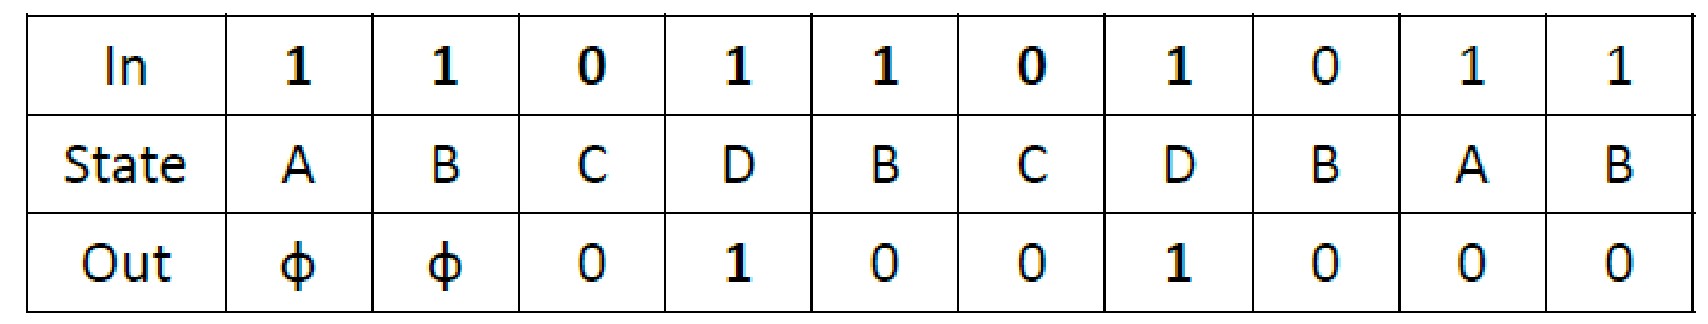 In 1 1 0 1 1 0 1 0 1 1
State A B C D B C D B A B
Out ϕ ϕ 0 1 0 0 1 0 0 0